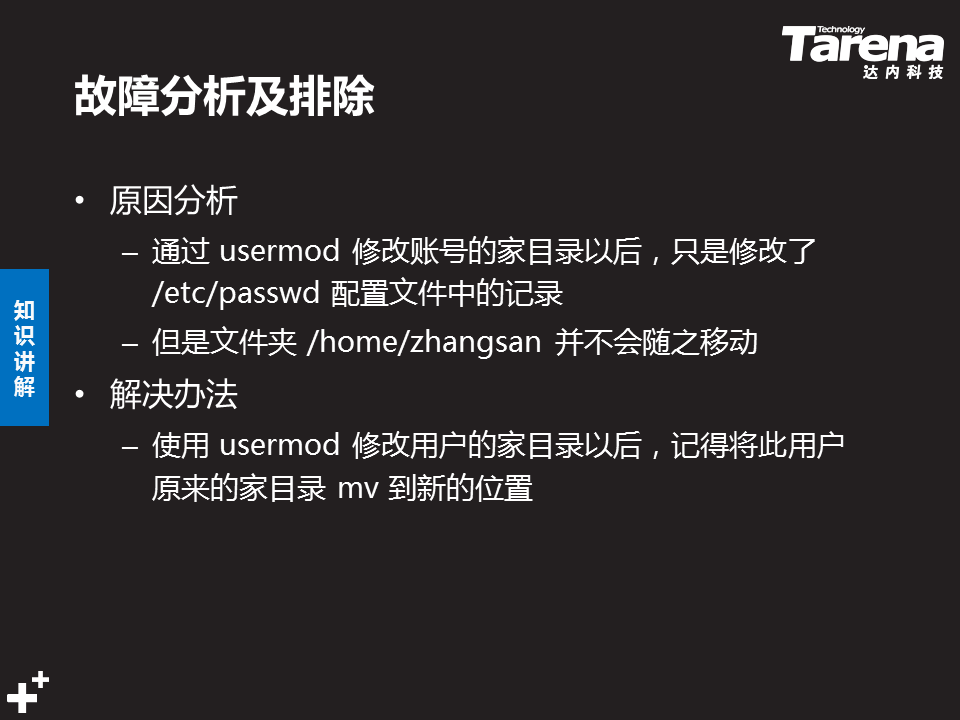 Technology
Tarena
达内科技
故障分析及排除
• 原因分析
– 通过 usermod 修改账号的家目录以后，只是修改了
/etc/passwd 配置文件中的记录
– 但是文件夹 /home/zhangsan 并不会随之移动
知识讲解
• 解决办法
– 使用 usermod 修改用户的家目录以后，记得将此用户
原来的家目录 mv 到新的位置